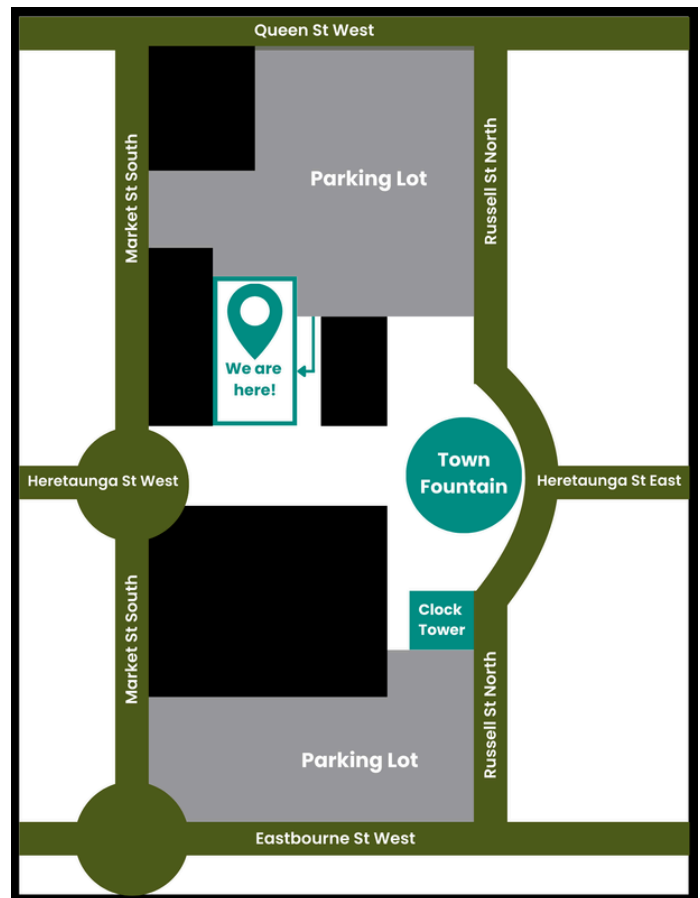 Queen St West
Market St South
Parking Lot
Russell St North
We are
here!
Heretaunga St West
Town
Fountain
Heretaunga St East
Clock
Tower
Market St South
Russell St North
Parking Lot
Eastbourne St West